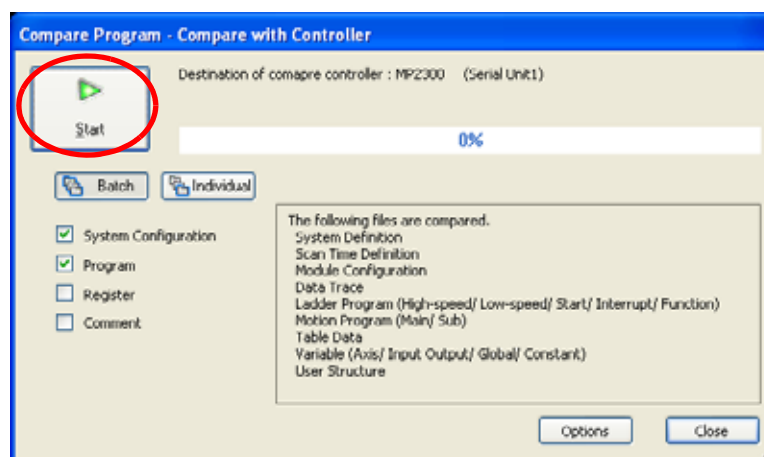 Compare Program - Compare with Controller
Destination of comapre controller : MP2300 (Serial Unit1)
Start
0%
Batch
Individual
System Configuration
Program
Register
Comment
The following files are compared.
System Definition
Scan Time Definition
Module Configuration
Data Trace
Ladder Program (High-speed/ Low-speed/ Start/ Interrupt/ Function)
Motion Program (Main/ Sub)
Table Data
Variable (Axis/ Input Output/ Global/ Constant)
User Structure
Options
Close